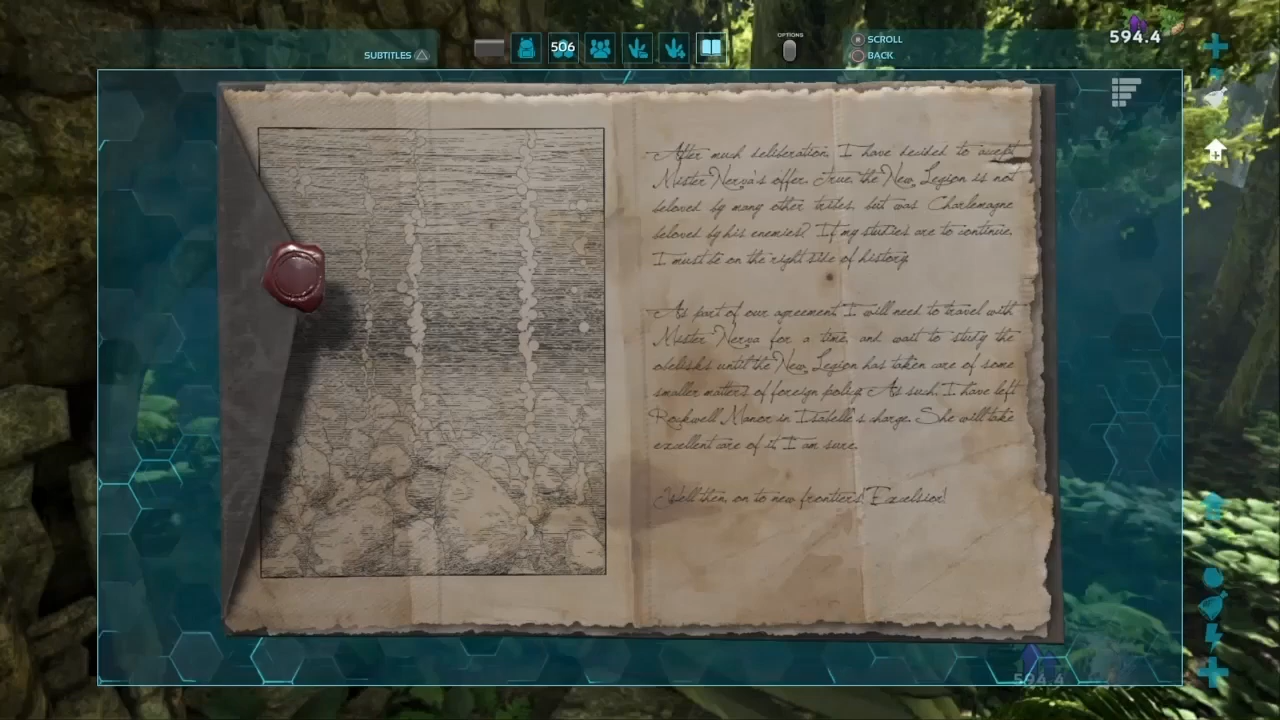 594.4
OPTIONS
SUBTITLES
506
SCROLL
BACK
After much deliberation, I have decided to accept
Mister Nerva's offer. True, the New Legion is not
beloved by many other tribes, but was Charlemagne
beloved by his enemies? If my studies are to continue,
I must be on the right side of history.
As part of our agreement I will need to travel with
Mister Nerva for a time, and wait to study the
obelisks until the New Legion has taken care of some
smaller matters of foreign policy. As such, I have left
Rockwell Manor in Isabelle's charge. She will take
excellent care of it I am sure.
Well then, on to new frontiers! Excelsior!
594.4